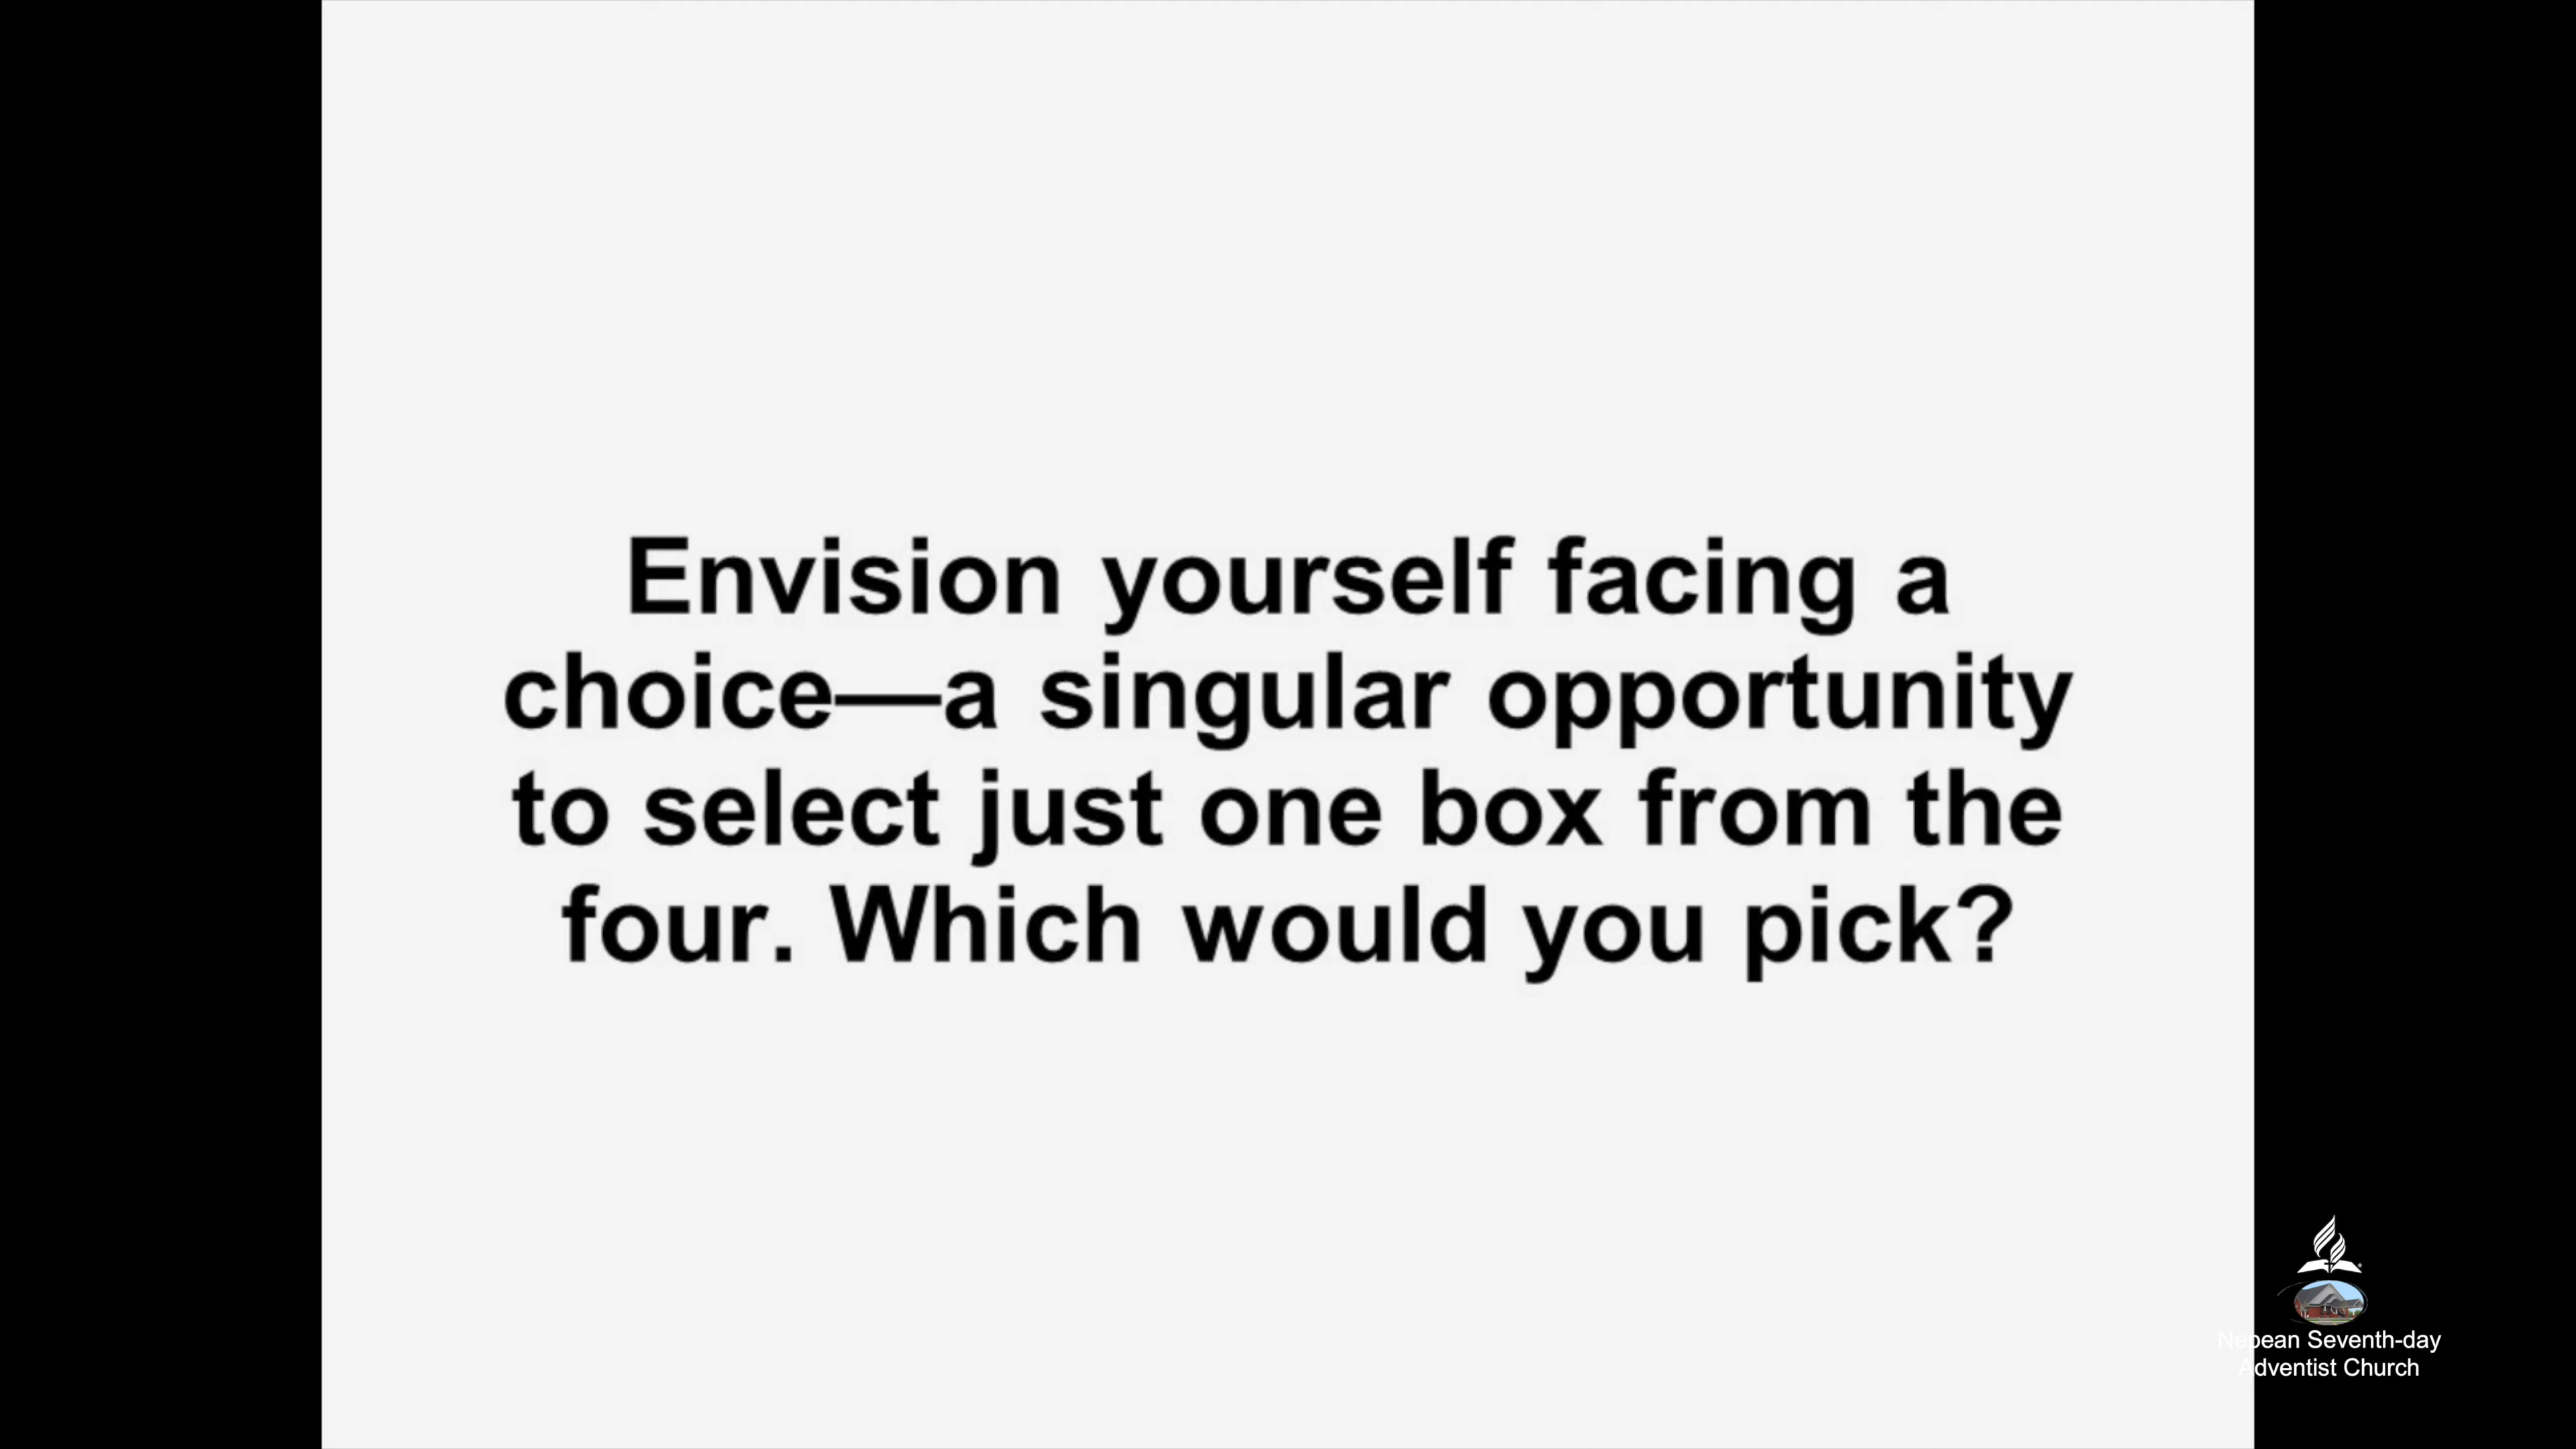 Envision yourself facing a
choice—a singular opportunity
to select just one box from the
four. Which would you pick?
Nepean Seventh-day
Adventist Church